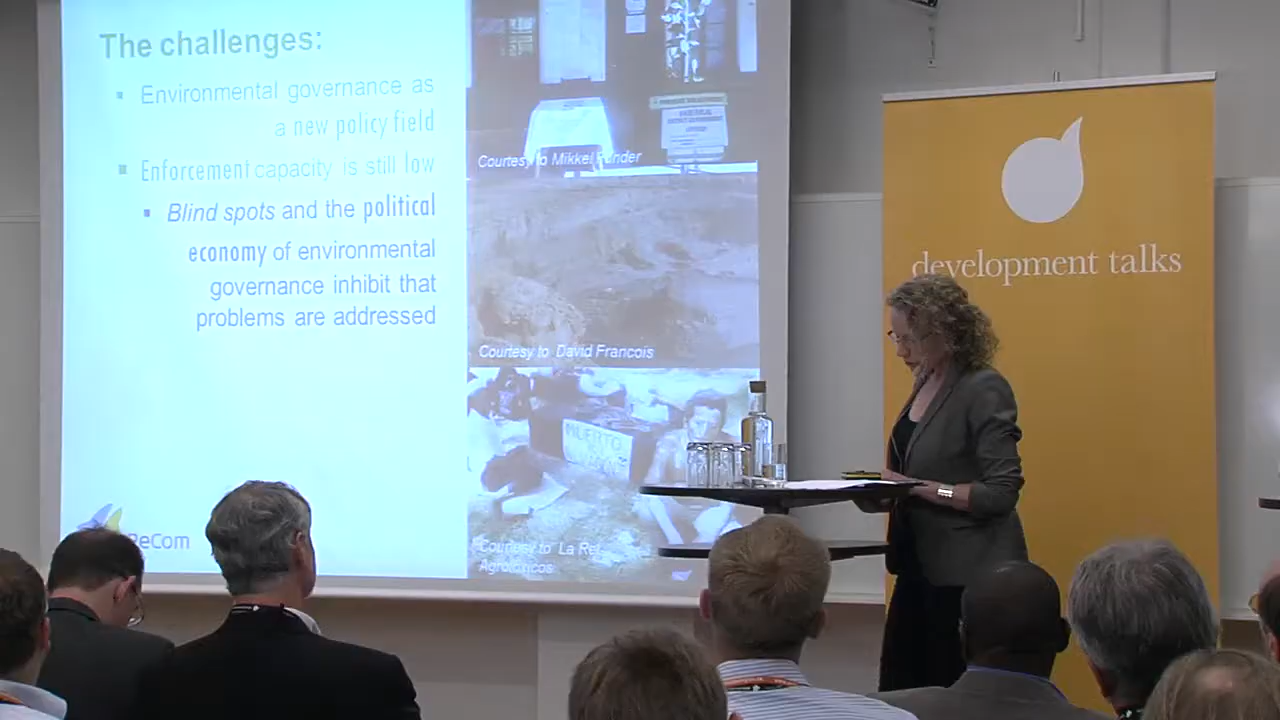 The challenges:
▪ Environmental governance as
a new policy field
▪ Enforcement capacity is still low
▪ Blind spots and the political
economy of environmental
governance inhibit that
problems are addressed
ReCom
Courtesy to Mikkel Funder
Courtesy to David Francois
MUERTO
Courtesy to La Red
development talks